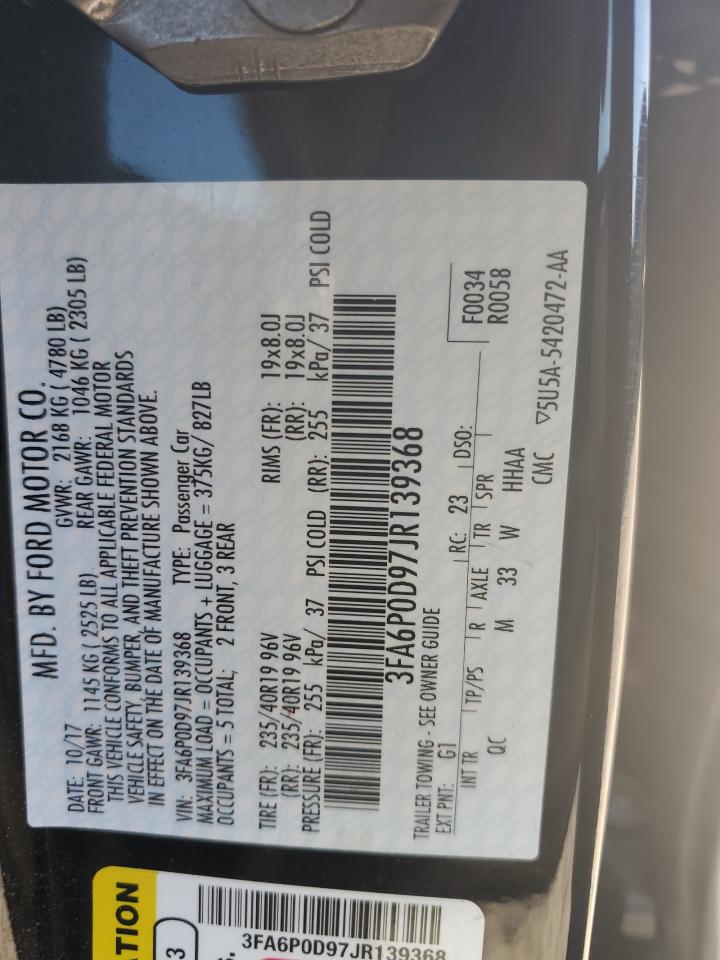 MFD. BY FORD MOTOR CO.
DATE: 10/17 GVWR: 2168 KG ( 4780 LB)
FRONT GAWR: 1145 KG ( 2525 LB) REAR GAWR: 1046 KG ( 2305 LB)
THIS VEHICLE CONFORMS TO ALL APPLICABLE FEDERAL MOTOR
VEHICLE SAFETY, BUMPER, AND THEFT PREVENTION STANDARDS
IN EFFECT ON THE DATE OF MANUFACTURE SHOWN ABOVE.
VIN: 3FA6P0D97JR139368 TYPE: Passenger Car
MAXIMUM LOAD = OCCUPANTS + LUGGAGE = 375KG/ 827LB
OCCUPANTS = 5 TOTAL: 2 FRONT, 3 REAR
TIRE (FR): 235/40R19 96V RIMS (FR): 19x8.0J
(RR): 235/40R19 96V (RR): 19x8.0J
PRESSURE (FR): 255 kPa/ 37 PSI COLD (RR): 255 kPa/ 37 PSI COLD
3FA6P0D97JR139368
TRAILER TOWING - SEE OWNER GUIDE
EXT PNT: G1 RC: 23 DSO: F0034
R0058
INT TR TP/PS R AXLE TR SPR
QC M 33 W HHAA
CMC ▽5U5A-5420472-AA
3
3FA6P0D97JR139368